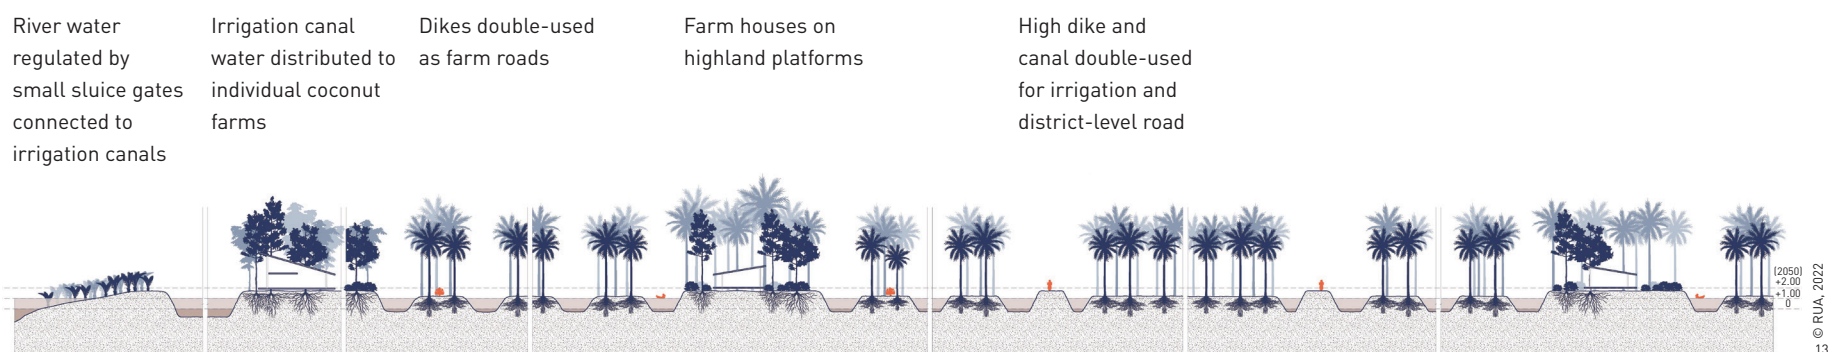 River water
regulated by
small sluice gates
connected to
irrigation canals
Irrigation canal
water distributed to
individual coconut
farms
Dikes double-used
as farm roads
Farm houses on
highland platforms
High dike and
canal double-used
for irrigation and
district-level road
(2050)
+2.00
+1.00
0
© RUA, 2022
13